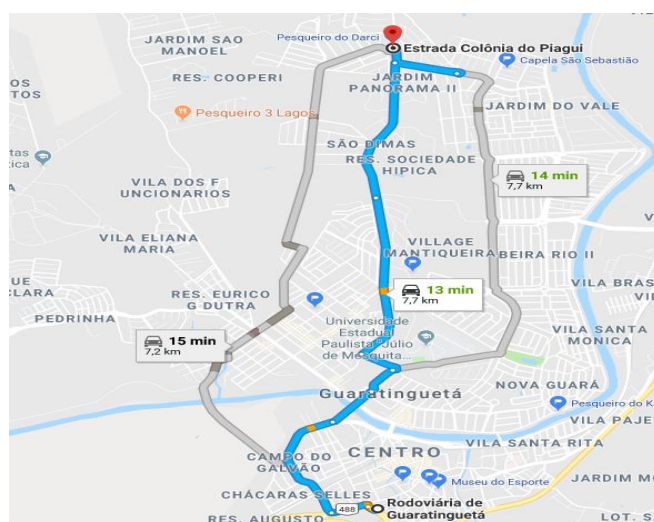 JARDIM SAO
MANOEL
Pesqueiro do Darci
Estrada Colônia do Piagui
Capela São Sebastião
RES. COOPERI
JARDIM
PANORAMA II
Pesqueiro 3 Lagos
JARDIM DO VALE
SÃO DIMAS
RES. SOCIEDADE
HIPICA
VILA DOS F
UNCIONARIOS
14 min
7,7 km
VILA ELIANA
MARIA
VILLAGE
MANTIQUEIRA
BEIRA RIO II
VILA BRAS
CLARA
RES. EURICO
G DUTRA
13 min
7,7 km
PEDRINHA
Universidade
Estadual
Paulista "Júlio
de Mesquita...
VILA SANTA
MONICA
15 min
7,2 km
NOVA GUARÁ
Guaratinguetá
Pesqueiro do K
VILA PAJE
VILA SANTA RITA
CAMPO DO
GALVÃO
CENTRO
Museu do Esporte
JARDIM M
CHÁCARAS SELLES
488
Rodoviária de
Guaratinguetá
RES. AUGUSTO
LOT. S